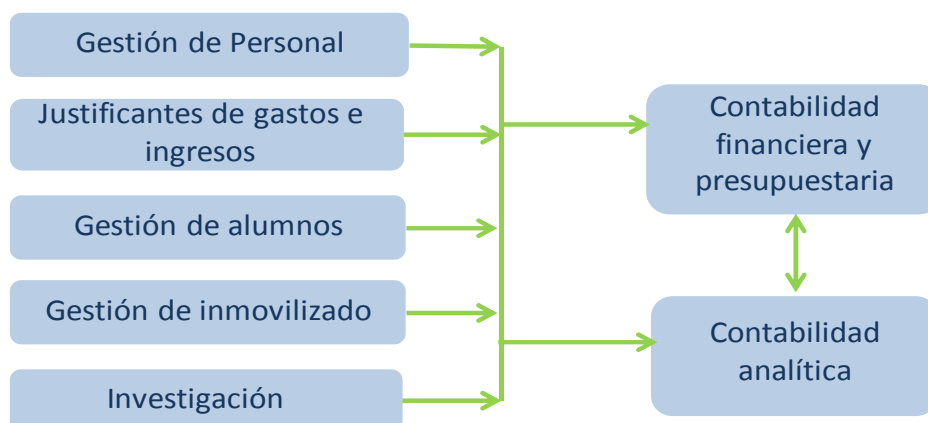 Gestión de Personal
Justificantes de gastos e
ingresos
Gestión de alumnos
Gestión de inmovilizado
Investigación
Contabilidad
financiera y
presupuestaria
Contabilidad
analítica